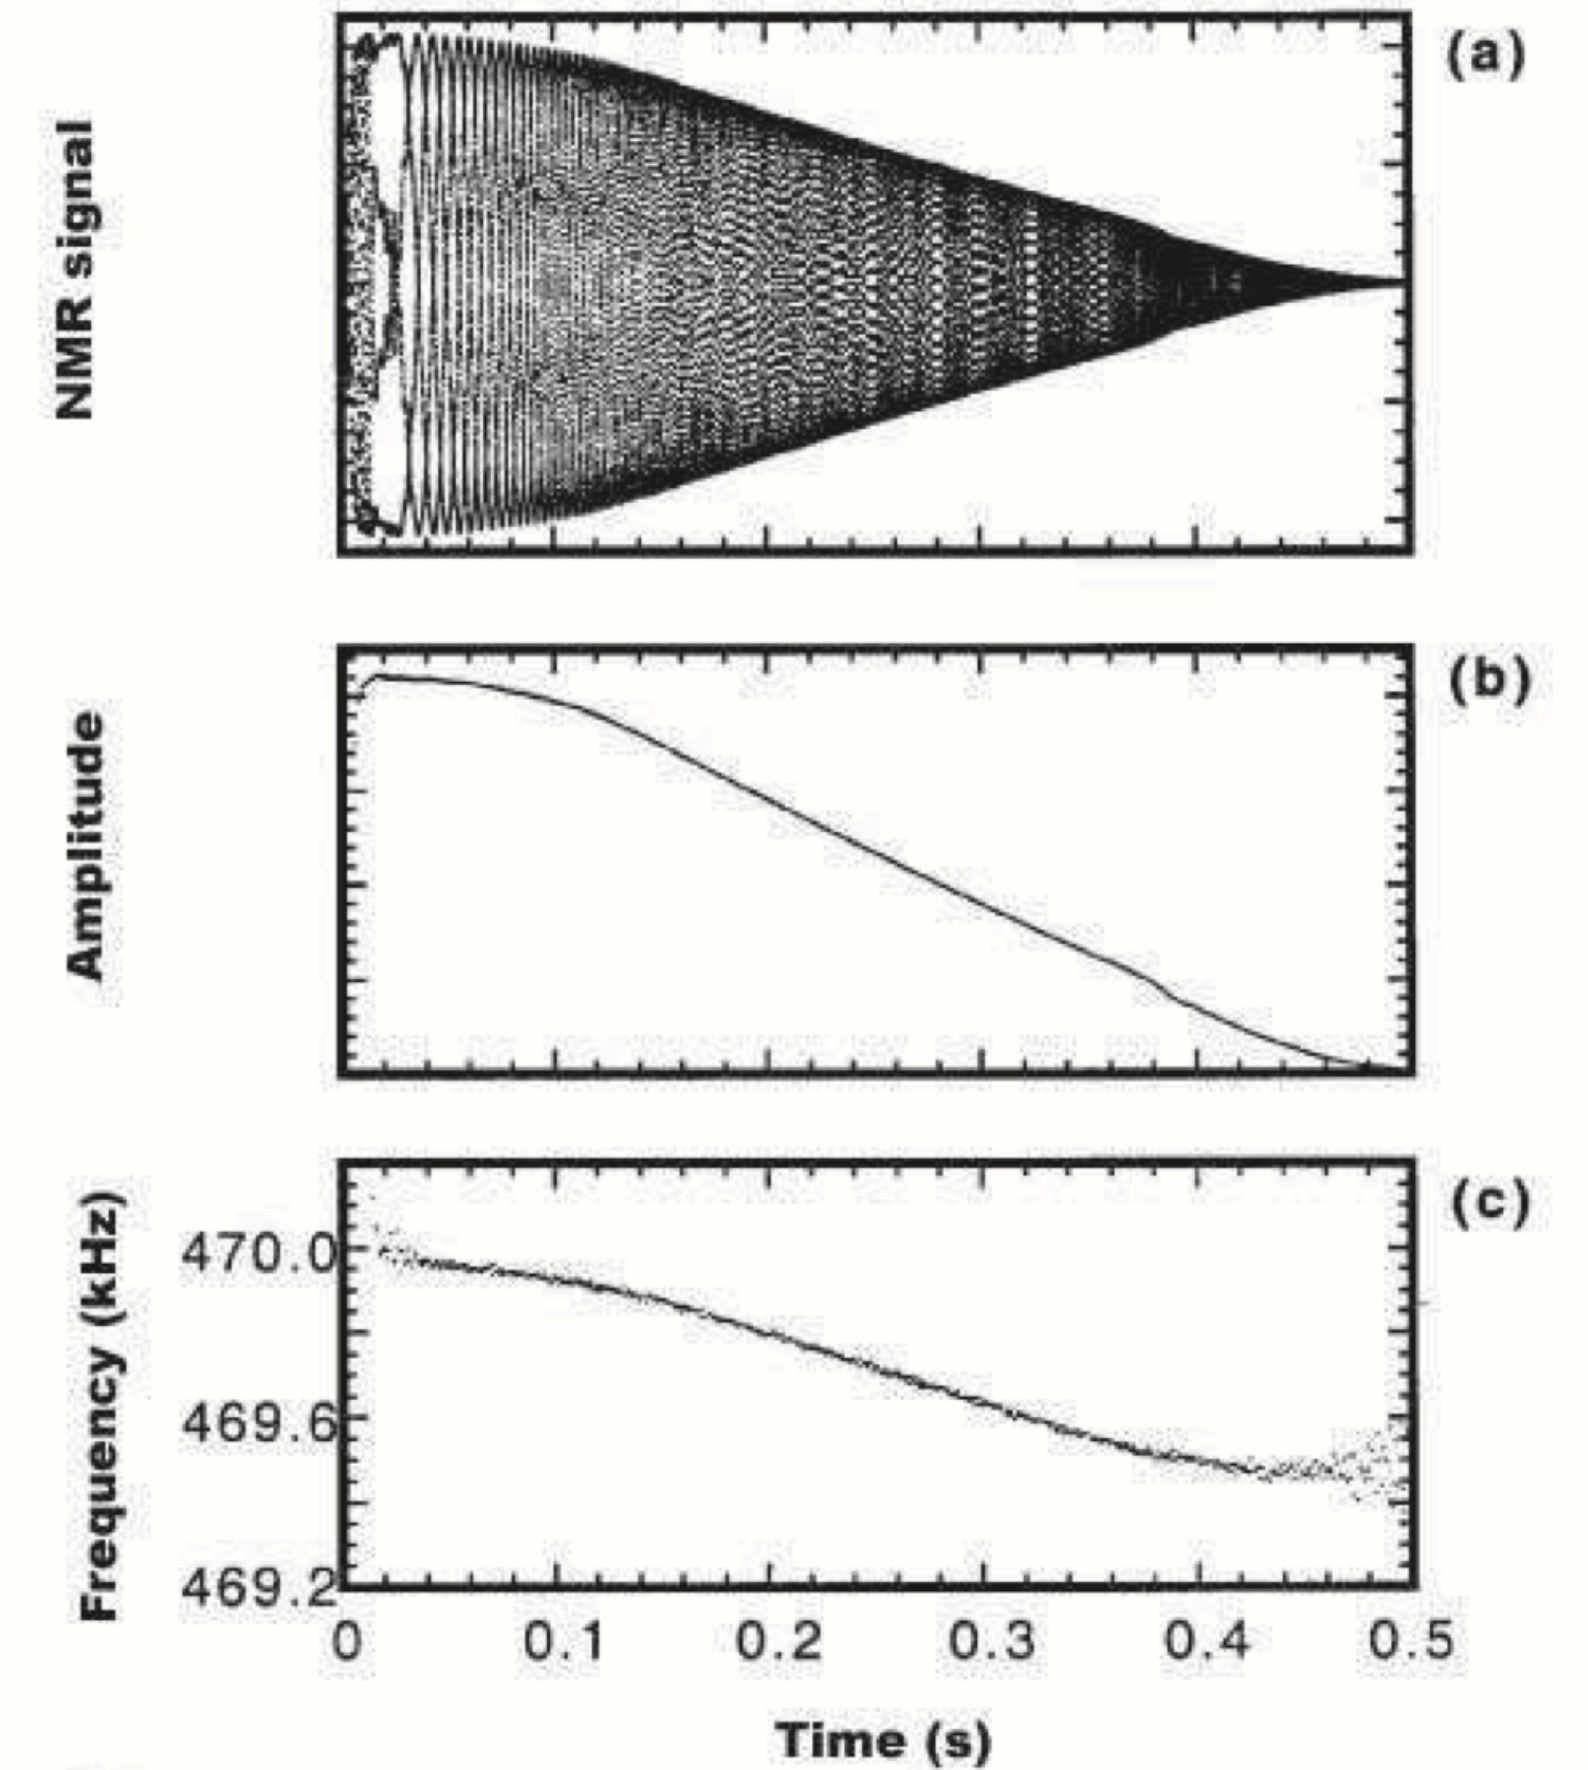 (a)
NMR signal
(b)
Amplitude
(c)
Frequency (kHz)
470.0
469.6
469.2
0 0.1 0.2 0.3 0.4 0.5
Time (s)